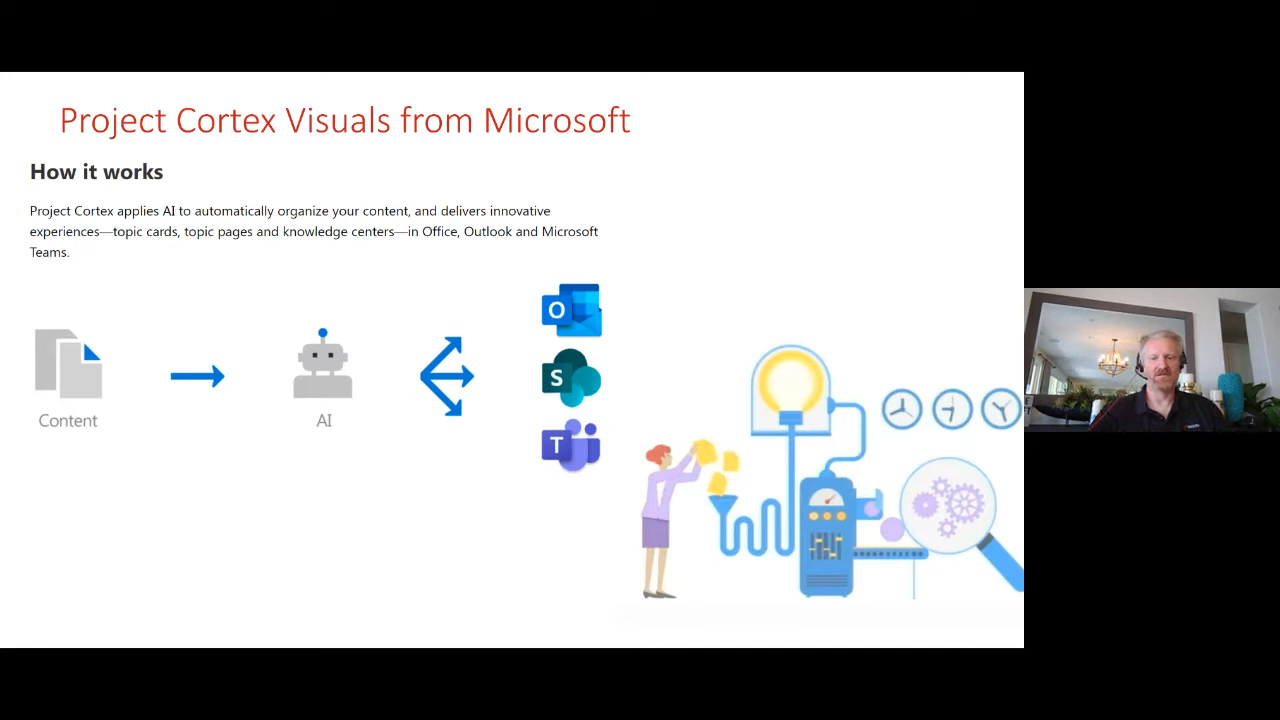 Project Cortex Visuals from Microsoft
How it works
Project Cortex applies AI to automatically organize your content, and delivers innovative
experiences—topic cards, topic pages and knowledge centers—in Office, Outlook and Microsoft
Teams.
O
S
T
Content
AI